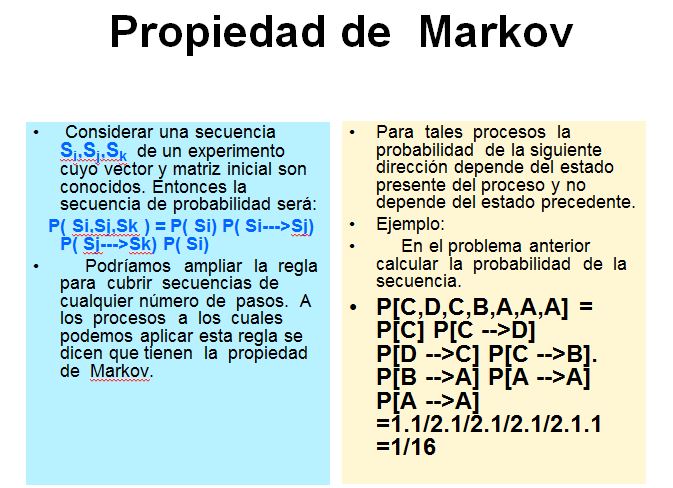 Propiedad de Markov
• Considerar una secuencia
Si,Sj,Sk de un experimento
cuyo vector y matriz inicial son
conocidos. Entonces la
secuencia de probabilidad será:
P( Si,Sj,Sk ) = P( Si) P( Si--->Sj)
P( Sj--->Sk) P( Si)
• Podríamos ampliar la regla
para cubrir secuencias de
cualquier número de pasos. A
los procesos a los cuales
podemos aplicar esta regla se
dicen que tienen la propiedad
de Markov.
• Para tales procesos la
probabilidad de la siguiente
dirección depende del estado
presente del proceso y no
depende del estado precedente.
• Ejemplo:
• En el problema anterior
calcular la probabilidad de la
secuencia.
• P[C,D,C,B,A,A,A] =
P[C] P[C -->D]
P[D -->C] P[C -->B].
P[B -->A] P[A -->A]
P[A -->A]
=1.1/2.1/2.1/2.1/2.1.1
=1/16